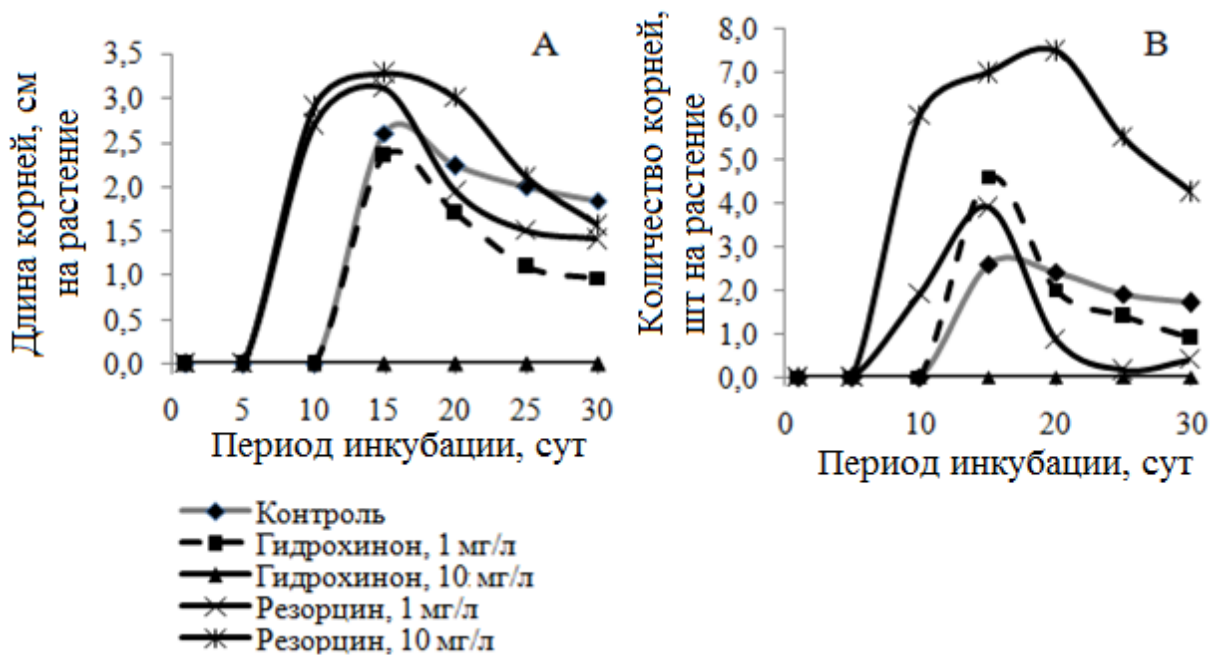 A
Длина корней, см
на растение
3,5
3,0
2,5
2,0
1,5
1,0
0,5
0,0
0 5 10 15 20 25 30
Период инкубации, сут
B
Количество корней,
шт на растение
8,0
7,0
6,0
5,0
4,0
3,0
2,0
1,0
0,0
0 10 20 30
Период инкубации, сут
Контроль
Гидрохинон, 1 мг/л
Гидрохинон, 10 мг/л
Резорцин, 1 мг/л
Резорцин, 10 мг/л